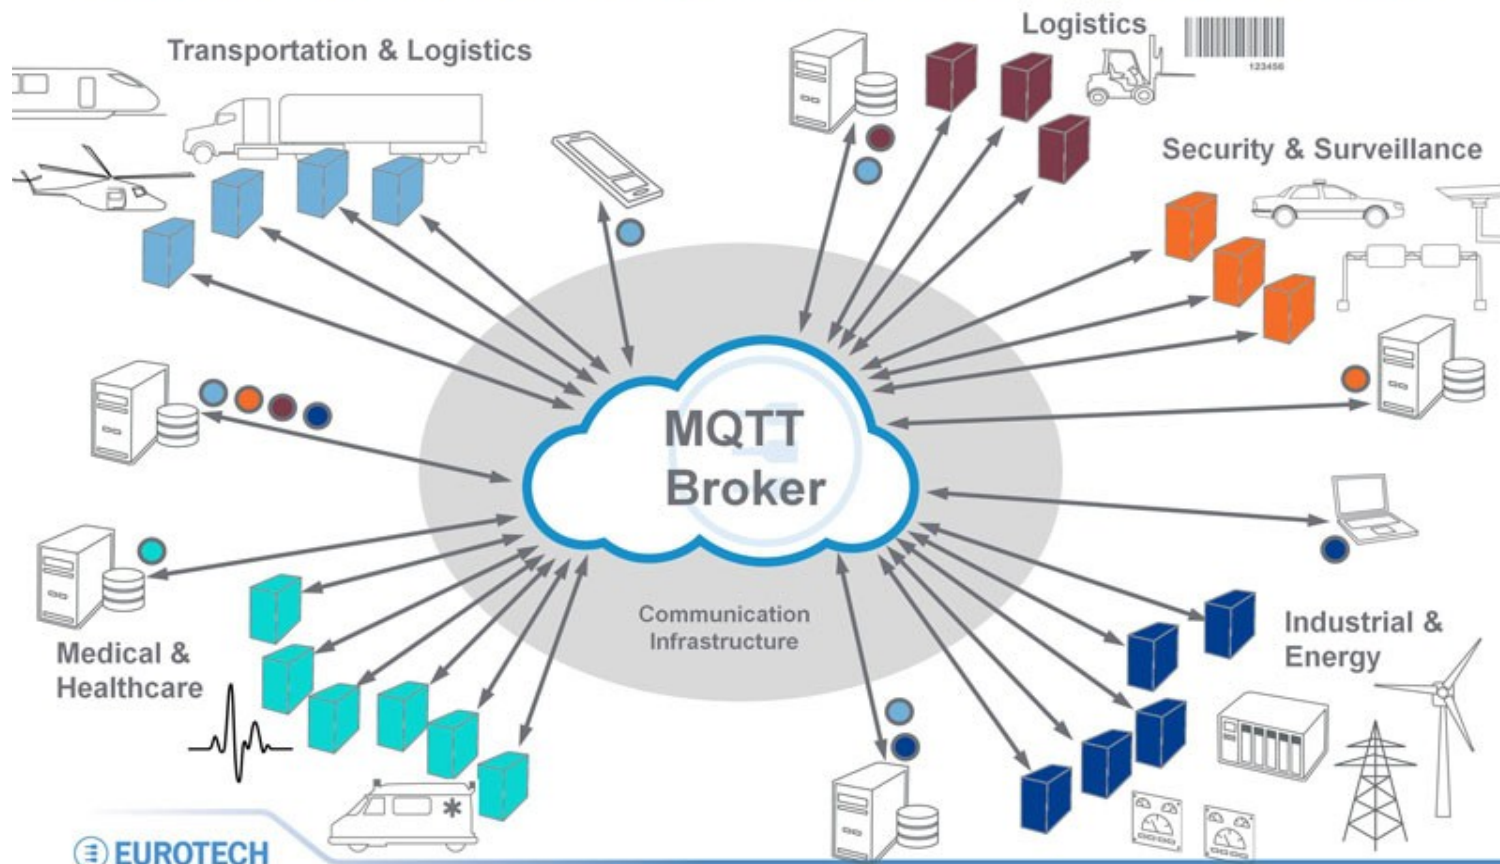 Transportation & Logistics
Logistics
123456
Security & Surveillance
MQTT
Broker
Communication
Infrastructure
Medical &
Healthcare
Industrial &
Energy
EUROTECH